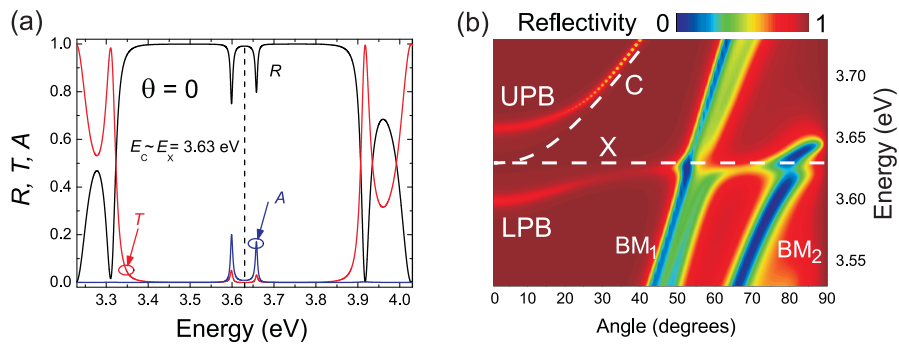 (a)
R, T, A
1.0
0.8
0.6
0.4
0.2
0.0
θ = 0
R
E_C ~ E_X = 3.63 eV
T
A
3.3 3.4 3.5 3.6 3.7 3.8 3.9 4.0
Energy (eV)
(b)
Reflectivity 0 1
UPB
C
X
LPB
BM₁
BM₂
3.70
3.65
3.60
3.55
Energy (eV)
0 10 20 30 40 50 60 70 80 90
Angle (degrees)